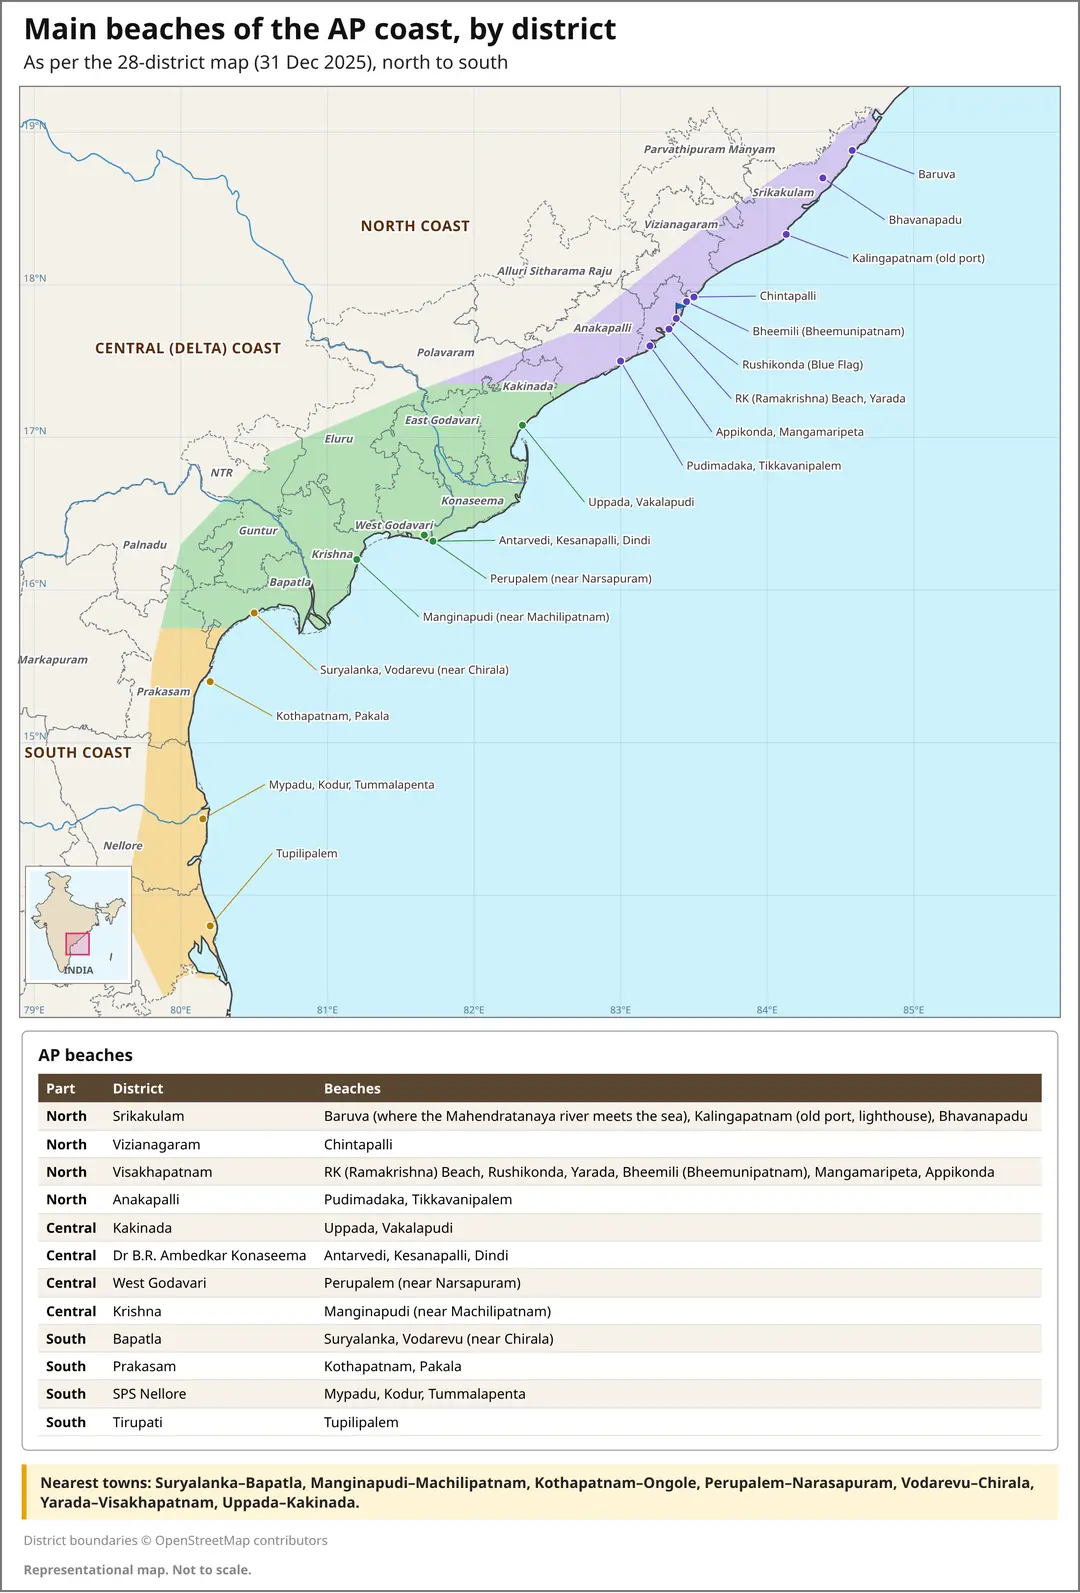 Main beaches of the AP coast, by district
As per the 28-district map (31 Dec 2025), north to south
19°N
Parvathipuram Manyam
Baruva
Srikakulam
Bhavanapadu
NORTH COAST
Vizianagaram
Kalingapatnam (old port)
Alluri Sitharama Raju
18°N
Chintapalli
Anakapalli
Bheemili (Bheemunipatnam)
CENTRAL (DELTA) COAST
Polavaram
Rushikonda (Blue Flag)
Kakinada
RK (Ramakrishna) Beach, Yarada
East Godavari
17°N
Appikonda, Mangamaripeta
Eluru
Pudimadaka, Tikkavanipalem
NTR
Konaseema
Uppada, Vakalapudi
West Godavari
Guntur
Palnadu
Antarvedi, Kesanapalli, Dindi
Krishna
16°N
Bapatla
Perupalem (near Narsapuram)
Manginapudi (near Machilipatnam)
Markapuram
Suryalanka, Vodarevu (near Chirala)
Prakasam
Kothapatnam, Pakala
15°N
SOUTH COAST
Mypadu, Kodur, Tummalapenta
Nellore
Tupilipalem
INDIA
79°E
80°E
81°E
82°E
83°E
84°E
85°E
AP beaches
Part District Beaches
North Srikakulam Baruva (where the Mahendratanaya river meets the sea), Kalingapatnam (old port, lighthouse), Bhavanapadu
North Vizianagaram Chintapalli
North Visakhapatnam RK (Ramakrishna) Beach, Rushikonda, Yarada, Bheemili (Bheemunipatnam), Mangamaripeta, Appikonda
North Anakapalli Pudimadaka, Tikkavanipalem
Central Kakinada Uppada, Vakalapudi
Central Dr B.R. Ambedkar Konaseema Antarvedi, Kesanapalli, Dindi
Central West Godavari Perupalem (near Narsapuram)
Central Krishna Manginapudi (near Machilipatnam)
South Bapatla Suryalanka, Vodarevu (near Chirala)
South Prakasam Kothapatnam, Pakala
South SPS Nellore Mypadu, Kodur, Tummalapenta
South Tirupati Tupilipalem
Nearest towns: Suryalanka–Bapatla, Manginapudi–Machilipatnam, Kothapatnam–Ongole, Perupalem–Narasapuram, Vodarevu–Chirala,
Yarada–Visakhapatnam, Uppada–Kakinada.
District boundaries © OpenStreetMap contributors
Representational map. Not to scale.